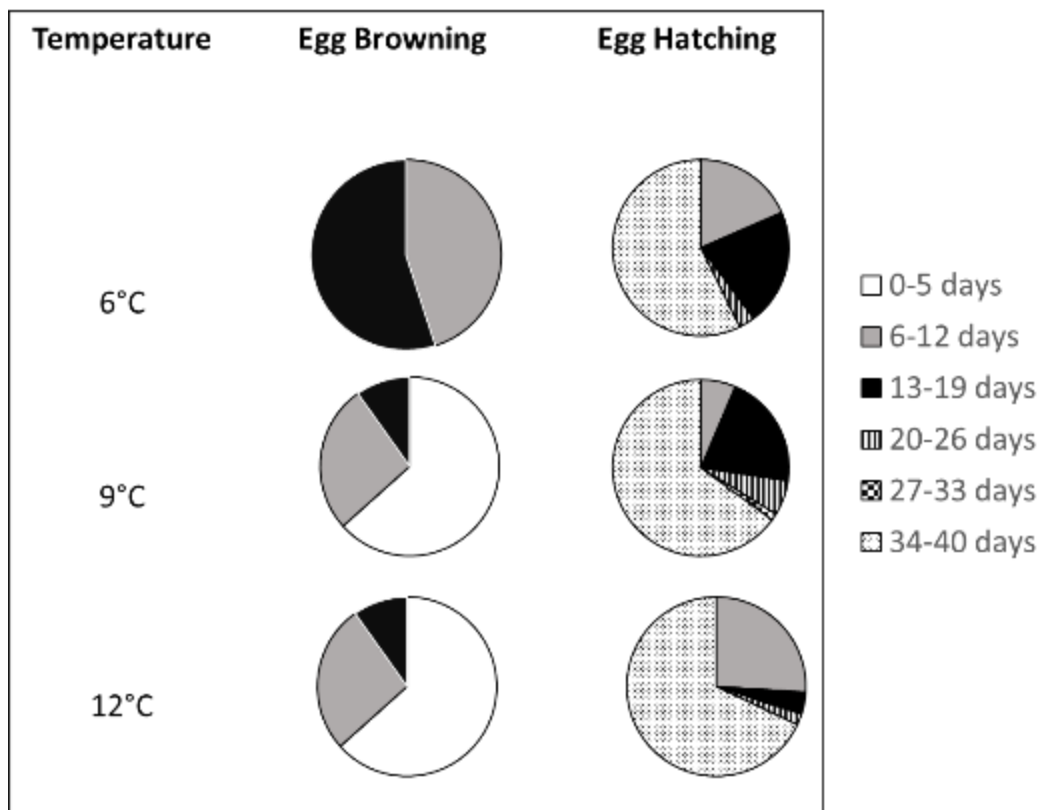 Temperature Egg Browning Egg Hatching
6°C
9°C
12°C
0-5 days
6-12 days
13-19 days
20-26 days
27-33 days
34-40 days